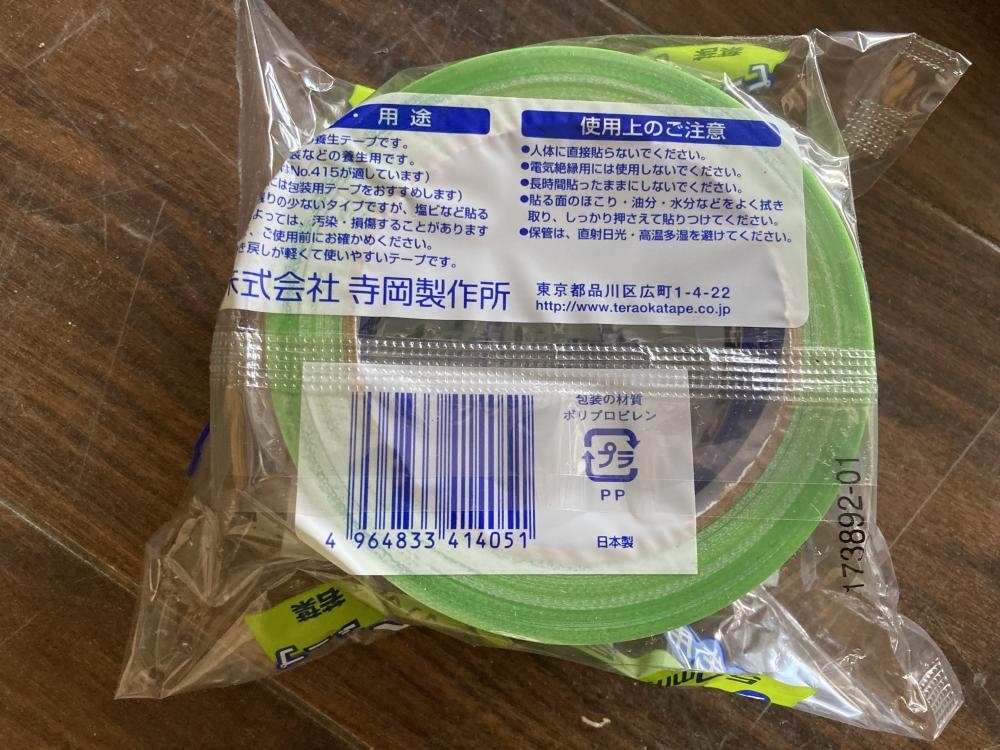 若葉
・用途
の養生テープです。
装などの養生用です。
はNo.415が適しています)
には包装用テープをおすすめします)
残りの少ないタイプですが、塩ビなど貼る
よっては、汚染・損傷することがあります
、ご使用前にお確かめください。
き戻しが軽くて使いやすいテープです。
使用上のご注意
●人体に直接貼らないでください。
●電気絶縁用には使用しないでください。
●長時間貼ったままにしないでください。
●貼る面のほこり・油分・水分などをよく拭き
取り、しっかり押さえて貼りつけてください。
●保管は、直射日光・高温多湿を避けてください。
株式会社 寺岡製作所
東京都品川区広町1-4-22
http://www.teraokatape.co.jp
包装の材質
ポリプロピレン
プラ
PP
4 964833 414051
日本製
173892-01
若葉